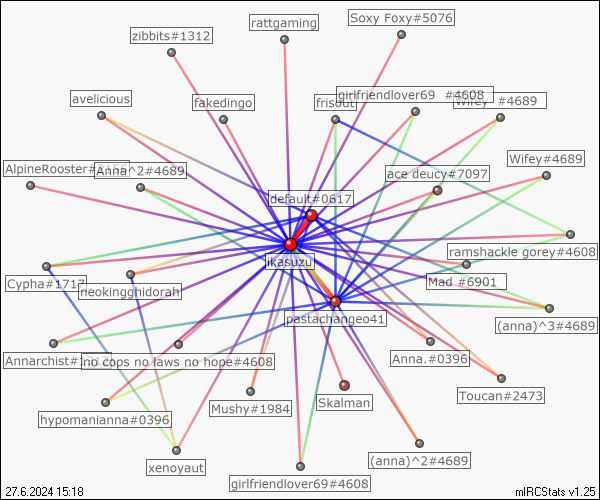 Soxy Foxy#5076
rattgaming
zibbits#1312
girlfriendlover69 #4608
avelicious
fakedingo
frisout
Wifey #4689
Wifey#4689
AlpineRooster#
Anna^2#4689
ace deucy#7097
default#0617
ramshackle gorey#4608
likasuzu
Cypha#1717
neokingghidorah
Mad #6901
pastachangeo41
(anna)^3#4689
Annarchist#
no cops no laws no hope#4608
Anna.#0396
Toucan#2473
hypomanianna#0396
Mushy#1984
Skalman
xenoyaut
(anna)^2#4689
girlfriendlover69#4608
27.6.2024 15:18
mIRCStats v1.25